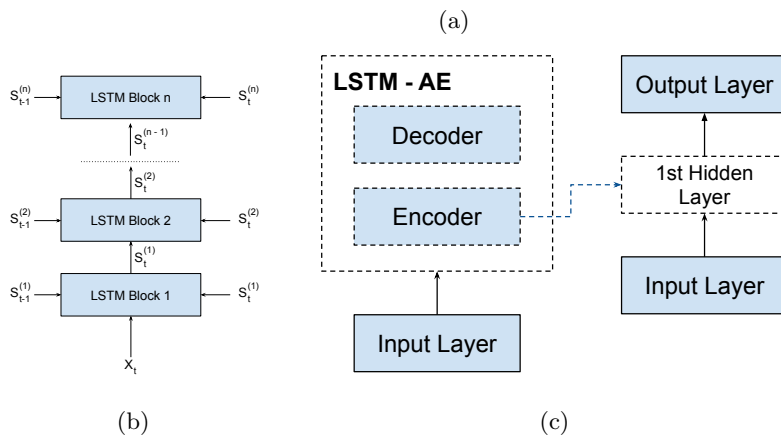 (a)
LSTM Block n
S_{t-1}^{(n)}
S_t^{(n)}
S_t^{(n - 1)}
S_t^{(2)}
S_{t-1}^{(2)}
LSTM Block 2
S_t^{(2)}
S_t^{(1)}
S_{t-1}^{(1)}
LSTM Block 1
S_t^{(1)}
X_t
(b)
LSTM - AE
Decoder
Encoder
Input Layer
Output Layer
1st Hidden
Layer
Input Layer
(c)